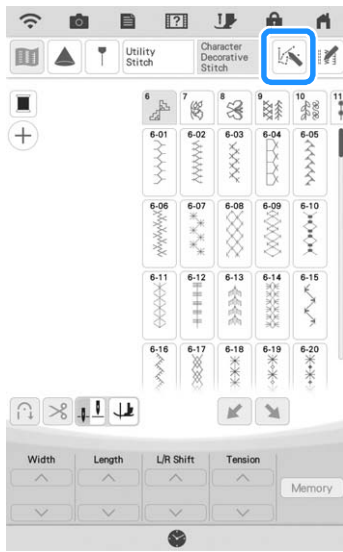 Utility Stitch
Character Decorative Stitch
6 7 8 9 10 11
6-01 6-02 6-03 6-04 6-05
6-06 6-07 6-08 6-09 6-10
6-11 6-12 6-13 6-14 6-15
6-16 6-17 6-18 6-19 6-20
Width Length L/R Shift Tension
Memory